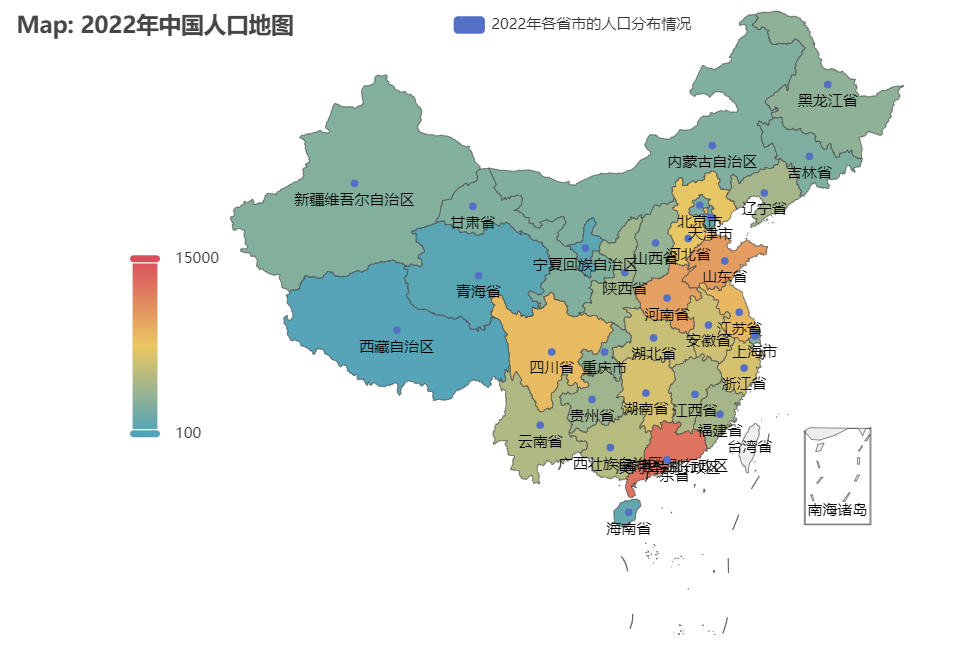 Map: 2022年中国人口地图
2022年各省市的人口分布情况
黑龙江省
内蒙古自治区
吉林省
新疆维吾尔自治区
辽宁省
甘肃省
北京市
天津市
宁夏回族自治区
山西省
河北省
15000
山东省
青海省
陕西省
河南省
江苏省
西藏自治区
安徽省
湖北省
上海市
四川省
重庆市
浙江省
贵州省
湖南省
江西省
100
福建省
云南省
台湾省
广西壮族自治区
广东省
南海诸岛
海南省